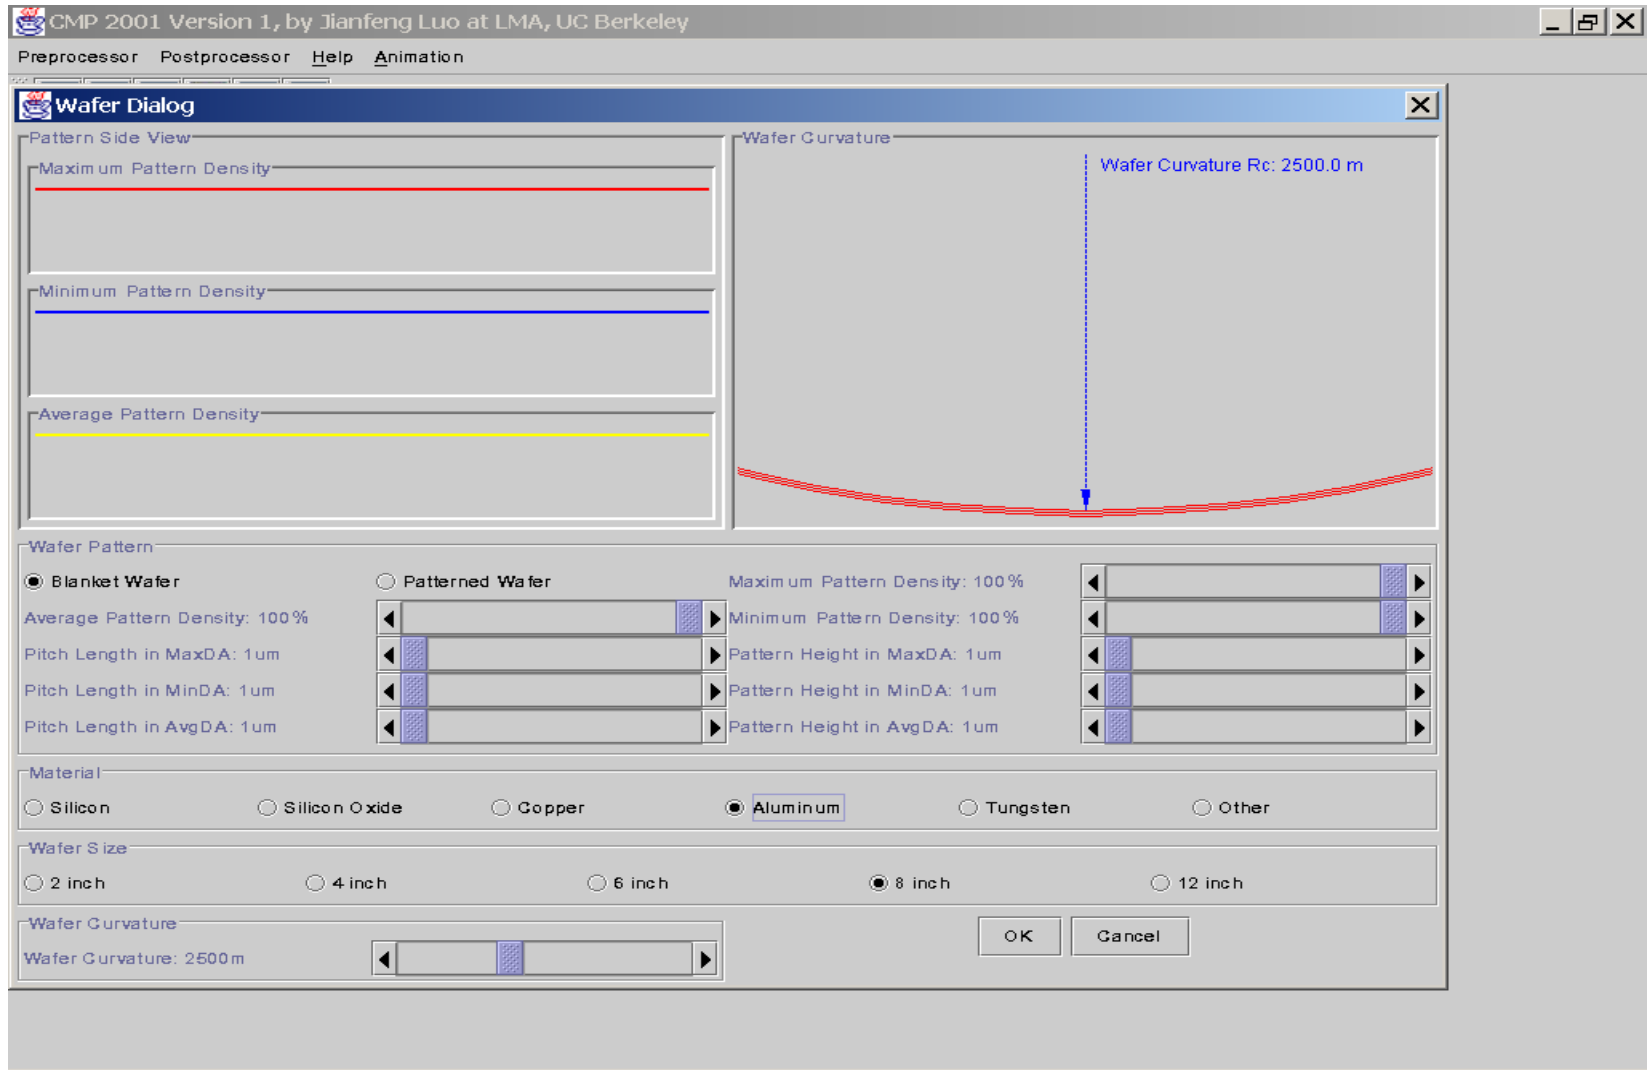 CMP 2001 Version 1, by Jianfeng Luo at LMA, UC Berkeley
Preprocessor Postprocessor Help Animation
Wafer Dialog
Pattern Side View
Maximum Pattern Density
Minimum Pattern Density
Average Pattern Density
Wafer Curvature
Wafer Curvature Rc: 2500.0 m
Wafer Pattern
Blanket Wafer Patterned Wafer Maximum Pattern Density: 100%
Average Pattern Density: 100% Minimum Pattern Density: 100%
Pitch Length in MaxDA: 1um Pattern Height in MaxDA: 1um
Pitch Length in MinDA: 1um Pattern Height in MinDA: 1um
Pitch Length in AvgDA: 1um Pattern Height in AvgDA: 1um
Material
Silicon Silicon Oxide Copper Aluminum Tungsten Other
Wafer Size
2 inch 4 inch 6 inch 8 inch 12 inch
Wafer Curvature
Wafer Curvature: 2500m
OK Cancel